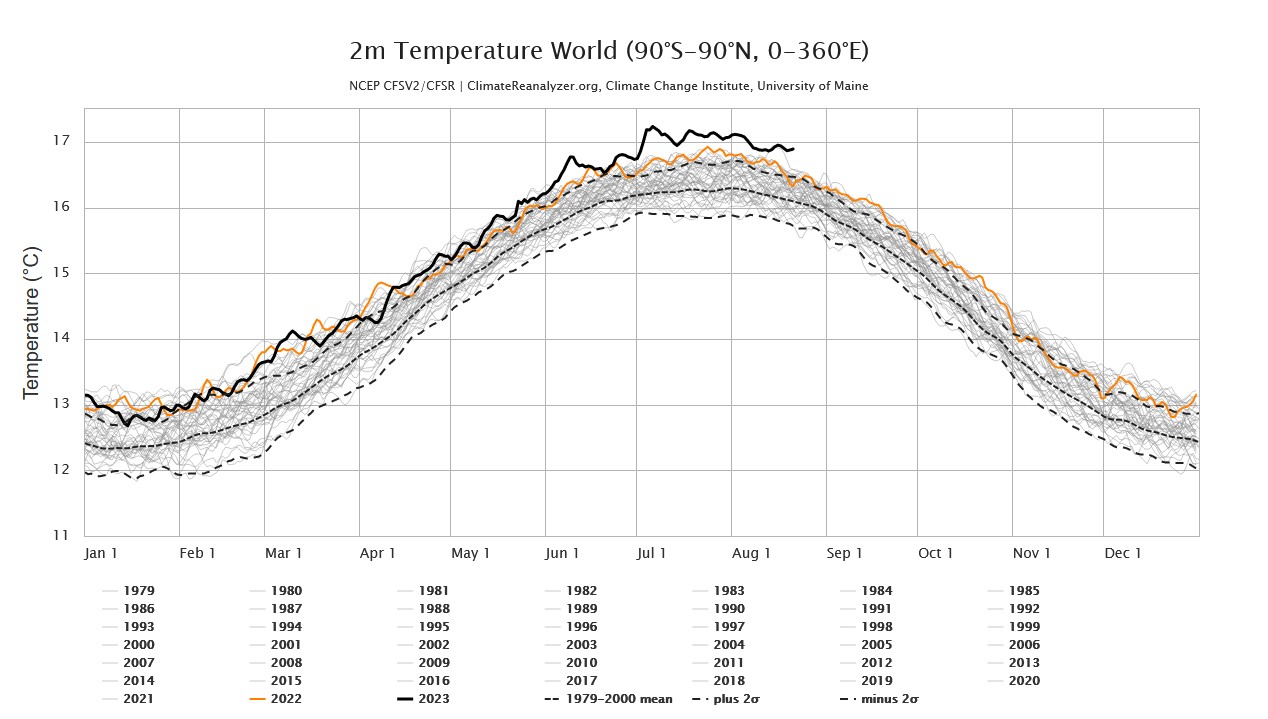 2m Temperature World (90°S–90°N, 0–360°E)
NCEP CFSV2/CFSR | ClimateReanalyzer.org, Climate Change Institute, University of Maine
Temperature (°C)
17
16
15
14
13
12
11
Jan 1 Feb 1 Mar 1 Apr 1 May 1 Jun 1 Jul 1 Aug 1 Sep 1 Oct 1 Nov 1 Dec 1
1979 1980 1981 1982 1983 1984 1985
1986 1987 1988 1989 1990 1991 1992
1993 1994 1995 1996 1997 1998 1999
2000 2001 2002 2003 2004 2005 2006
2007 2008 2009 2010 2011 2012 2013
2014 2015 2016 2017 2018 2019 2020
2021 2022 2023 1979–2000 mean plus 2σ minus 2σ